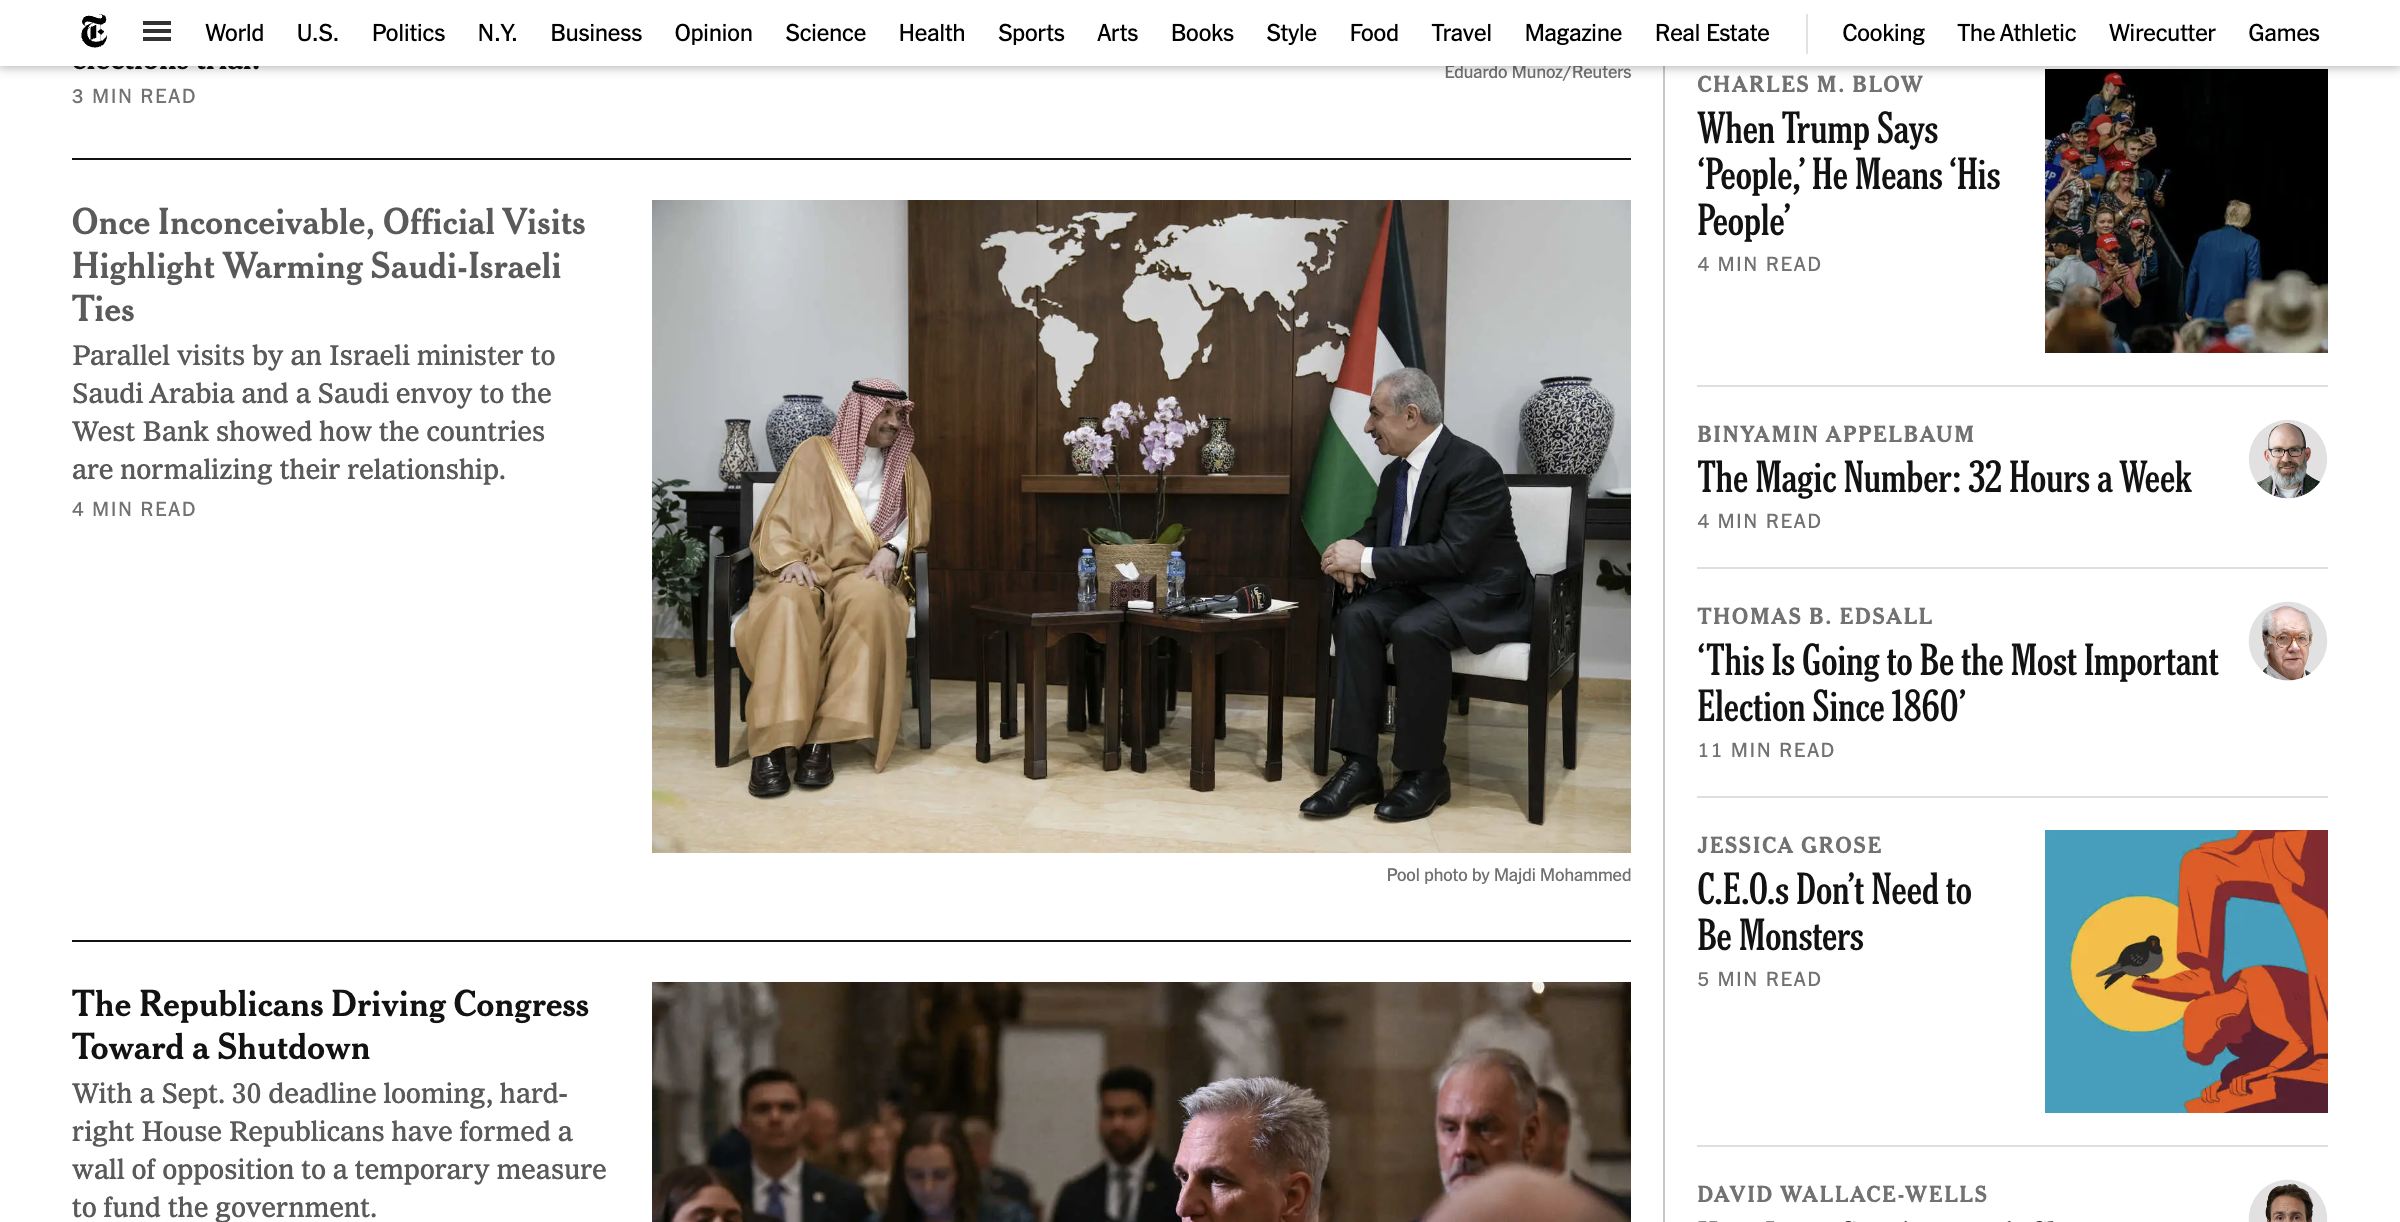 World U.S. Politics N.Y. Business Opinion Science Health Sports Arts Books Style Food Travel Magazine Real Estate Cooking The Athletic Wirecutter Games
elections trial.
3 MIN READ
Eduardo Munoz/Reuters
Once Inconceivable, Official Visits
Highlight Warming Saudi-Israeli
Ties
Parallel visits by an Israeli minister to
Saudi Arabia and a Saudi envoy to the
West Bank showed how the countries
are normalizing their relationship.
4 MIN READ
Pool photo by Majdi Mohammed
The Republicans Driving Congress
Toward a Shutdown
With a Sept. 30 deadline looming, hard-
right House Republicans have formed a
wall of opposition to a temporary measure
to fund the government.
CHARLES M. BLOW
When Trump Says
‘People,’ He Means ‘His
People’
4 MIN READ
BINYAMIN APPELBAUM
The Magic Number: 32 Hours a Week
4 MIN READ
THOMAS B. EDSALL
‘This Is Going to Be the Most Important
Election Since 1860’
11 MIN READ
JESSICA GROSE
C.E.O.s Don’t Need to
Be Monsters
5 MIN READ
DAVID WALLACE-WELLS